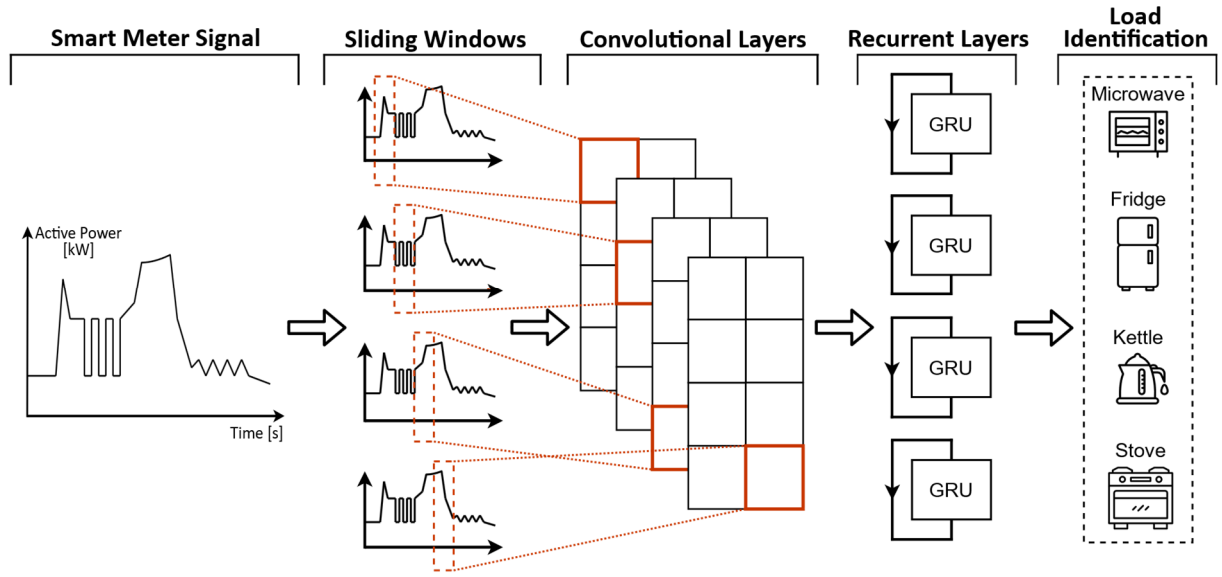 Smart Meter Signal
Sliding Windows
Convolutional Layers
Recurrent Layers
Load
Identification
Active Power
[kW]
Time [s]
GRU
GRU
GRU
GRU
Microwave
Fridge
Kettle
Stove